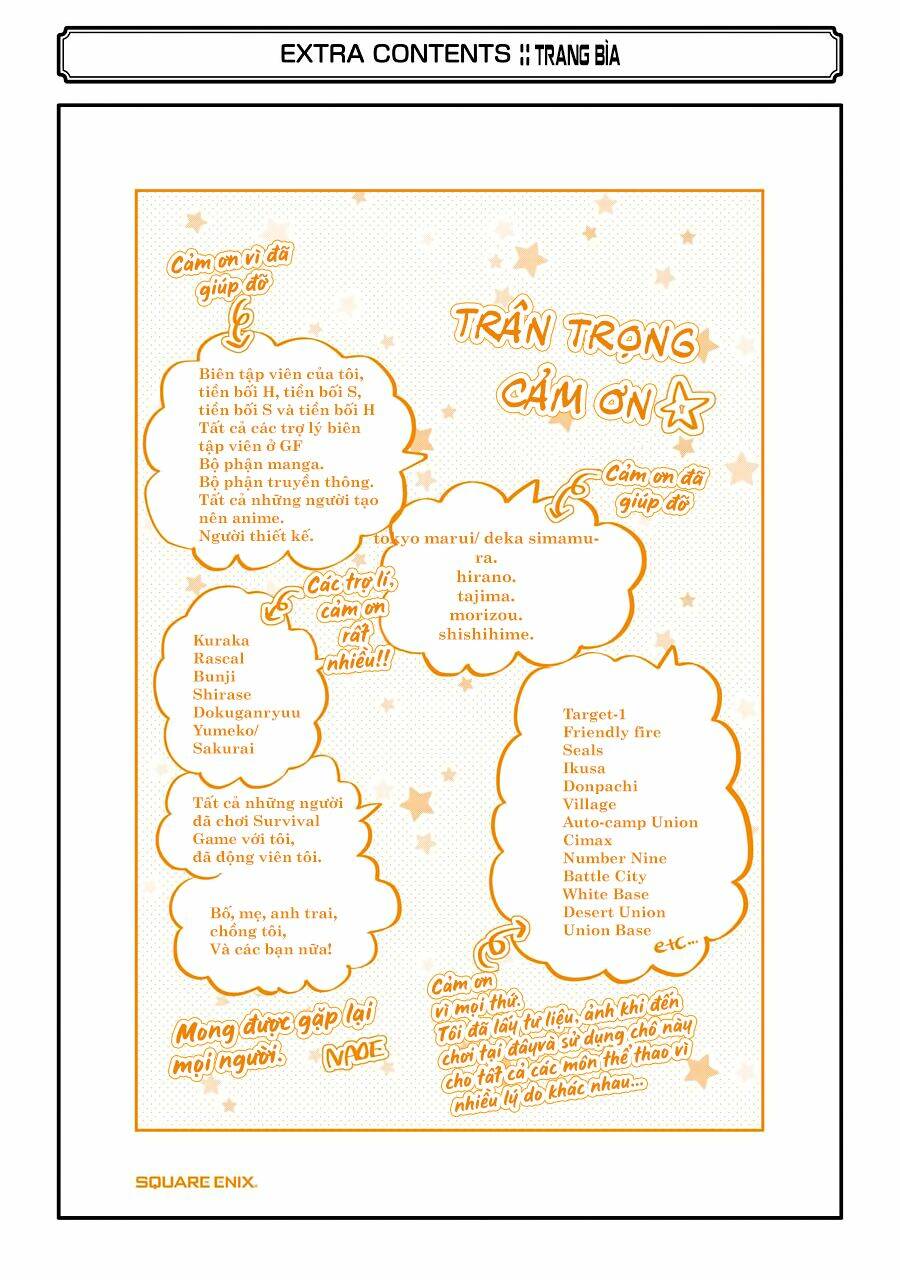 EXTRA CONTENTS :: TRANG BÌA
TRÂN TRỌNG
CẢM ƠN
Cảm ơn vì đã
giúp đỡ
Biên tập viên của tôi,
tiền bối H, tiền bối S,
tiền bối S và tiền bối H
Tất cả các trợ lý biên
tập viên ở GF
Bộ phận manga.
Bộ phận truyền thông.
Tất cả những người tạo
nên anime.
Người thiết kế.
Cảm ơn đã
giúp đỡ
tokyo marui/ deka simamu-
ra.
hirano.
tajima.
morizou.
shishihime.
Các trợ lí,
cảm ơn
rất
nhiều!!
Kuraka
Rascal
Bunji
Shirase
Dokuganryuu
Yumeko/
Sakurai
Target-1
Friendly fire
Seals
Ikusa
Donpachi
Village
Auto-camp Union
Cimax
Number Nine
Battle City
White Base
Desert Union
Union Base
etc...
Tất cả những người
đã chơi Survival
Game với tôi,
đã động viên tôi.
Bố, mẹ, anh trai,
chồng tôi,
Và các bạn nữa!
Cảm ơn
vì mọi thứ.
Tôi đã lấy tư liệu, ảnh khi đến
chơi tại đâyvà sử dụng chỗ này
cho tất cả các môn thể thao vì
nhiều lý do khác nhau...
Mong được gặp lại
mọi người.
NAOE
SQUARE ENIX.